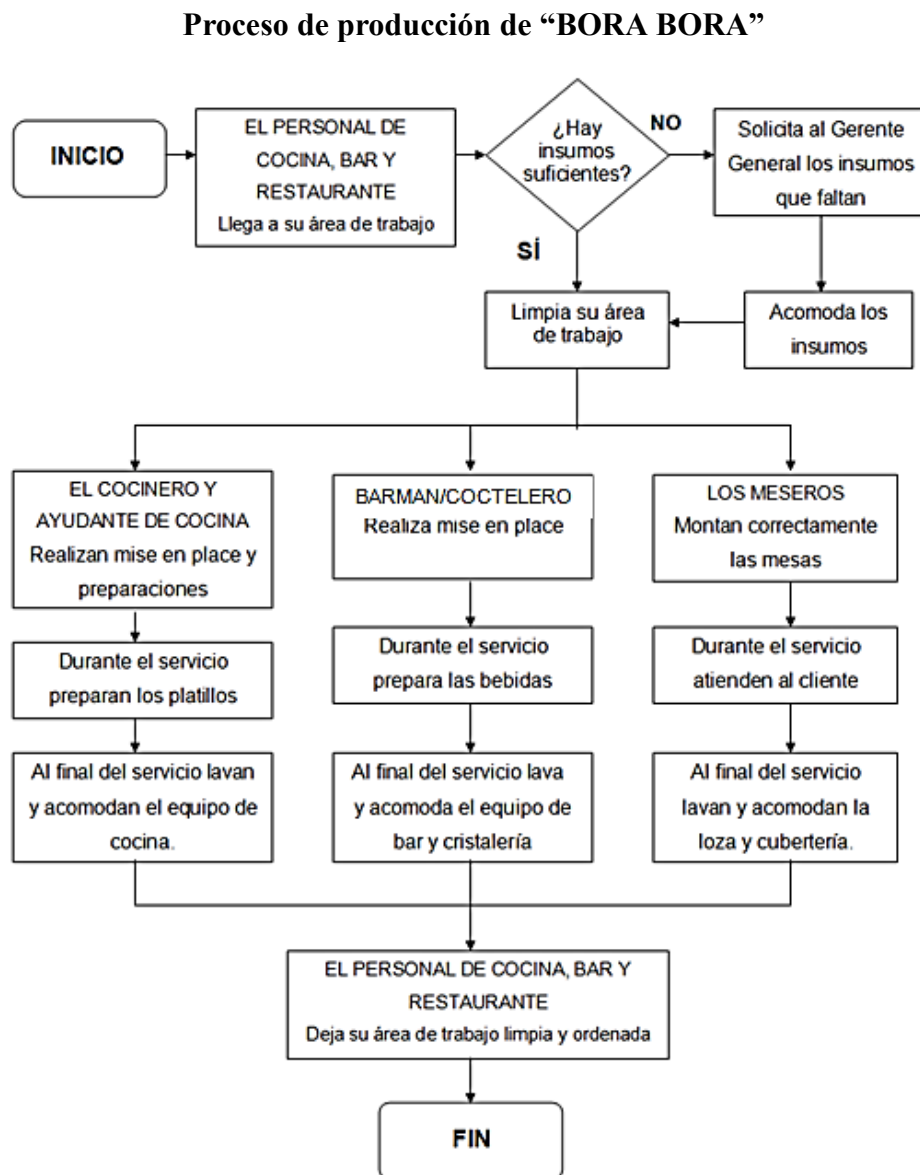 Proceso de producción de “BORA BORA”
INICIO
EL PERSONAL DE
COCINA, BAR Y
RESTAURANTE
Llega a su área de trabajo
¿Hay
insumos
suficientes?
NO
Solicita al Gerente
General los insumos
que faltan
SÍ
Limpia su área
de trabajo
Acomoda los
insumos
EL COCINERO Y
AYUDANTE DE COCINA
Realizan mise en place y
preparaciones
BARMAN/COCTELERO
Realiza mise en place
LOS MESEROS
Montan correctamente
las mesas
Durante el servicio
preparan los platillos
Durante el servicio
prepara las bebidas
Durante el servicio
atienden al cliente
Al final del servicio lavan
y acomodan el equipo de
cocina.
Al final del servicio lava
y acomoda el equipo de
bar y cristalería
Al final del servicio
lavan y acomodan la
loza y cubertería.
EL PERSONAL DE COCINA, BAR Y
RESTAURANTE
Deja su área de trabajo limpia y ordenada
FIN